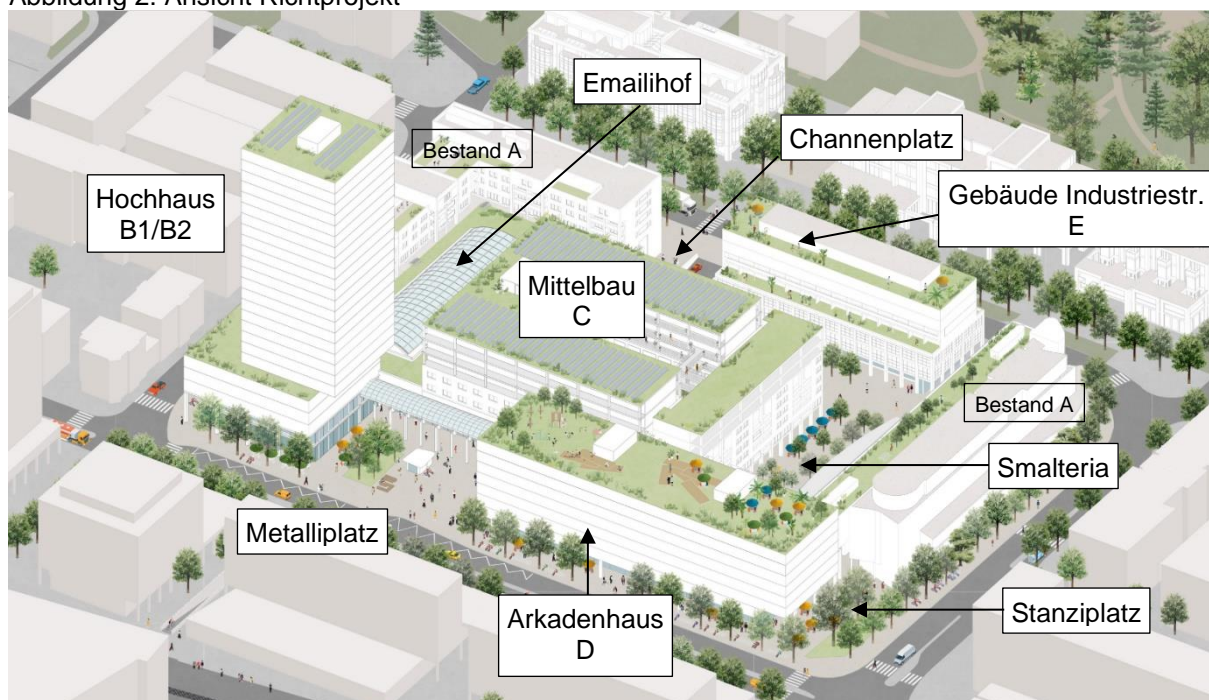 Abbildung 2: Ansicht Richtprojekt
Emailihof
Channenplatz
Bestand A
Hochhaus
B1/B2
Gebäude Industriestr.
E
Mittelbau
C
Bestand A
Smalteria
Metalliplatz
Arkadenhaus
D
Stanziplatz